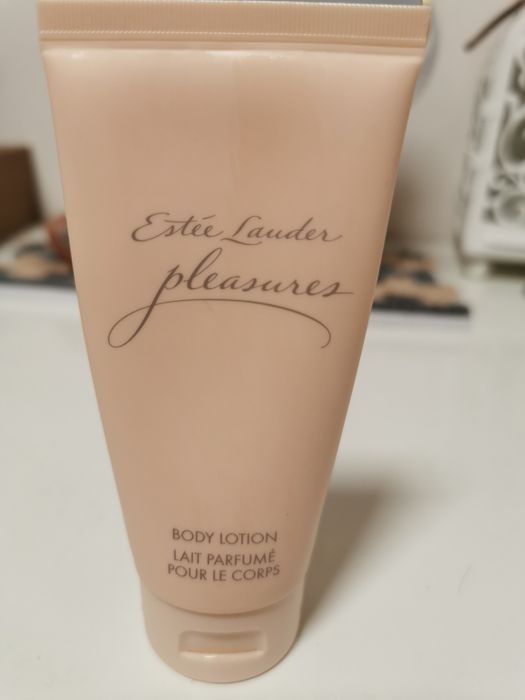 Estée Lauder
pleasures
BODY LOTION
LAIT PARFUMÉ
POUR LE CORPS